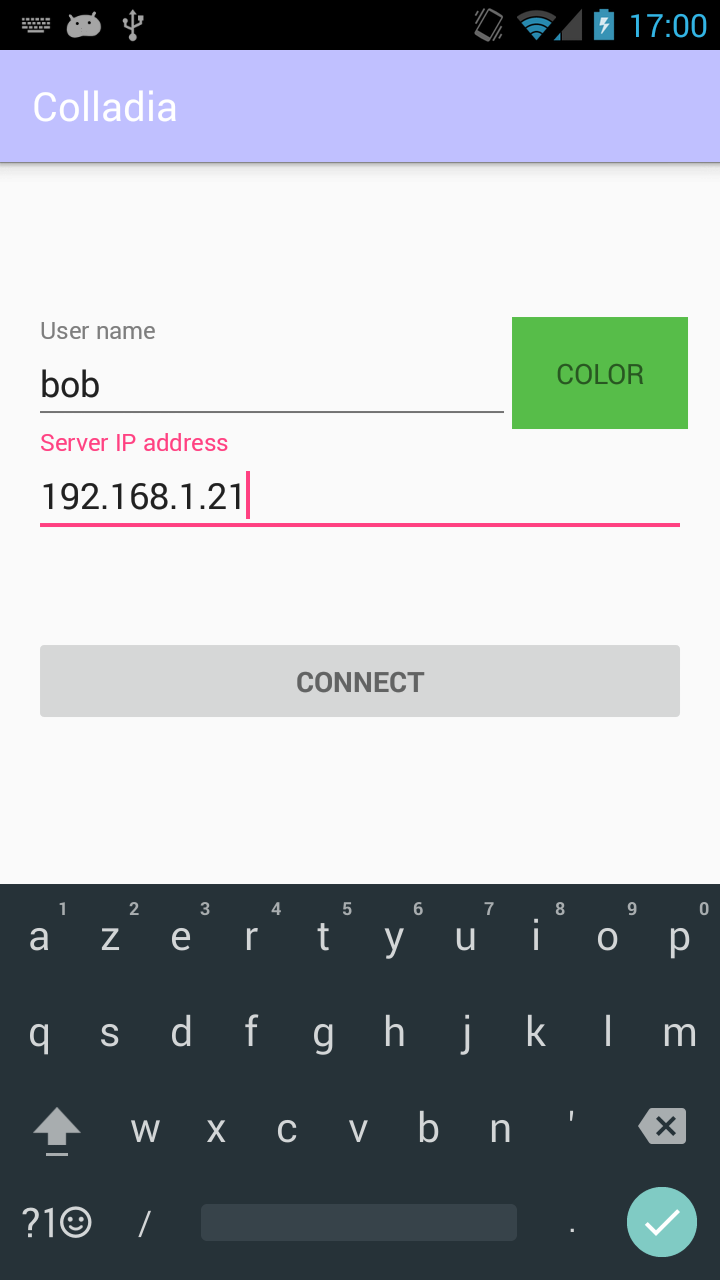 17:00
Colladia
User name
bob
COLOR
Server IP address
192.168.1.21
CONNECT
1 2 3 4 5 6 7 8 9 0
a z e r t y u i o p
q s d f g h j k l m
w x c v b n '
?1☺ / .